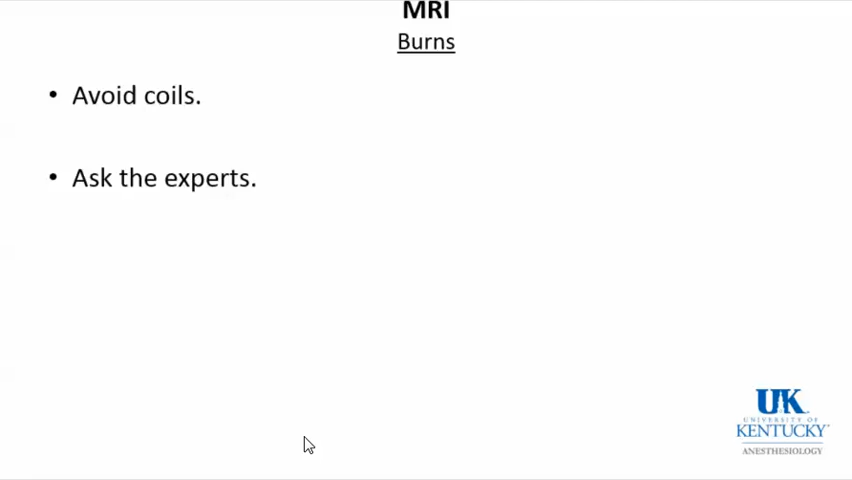 MRI
Burns
• Avoid coils.
• Ask the experts.
UK
UNIVERSITY OF
KENTUCKY
ANESTHESIOLOGY